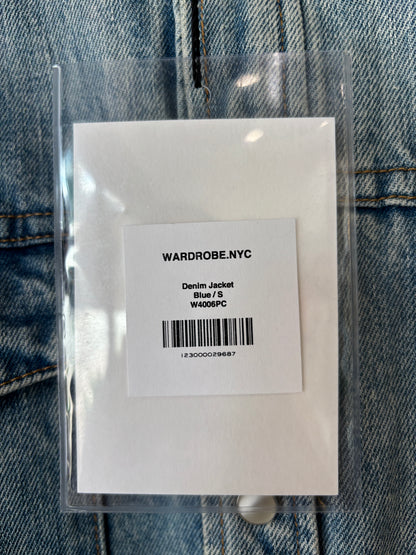 WARDROBE.NYC
Denim Jacket
Blue / S
W4006PC
123000029687